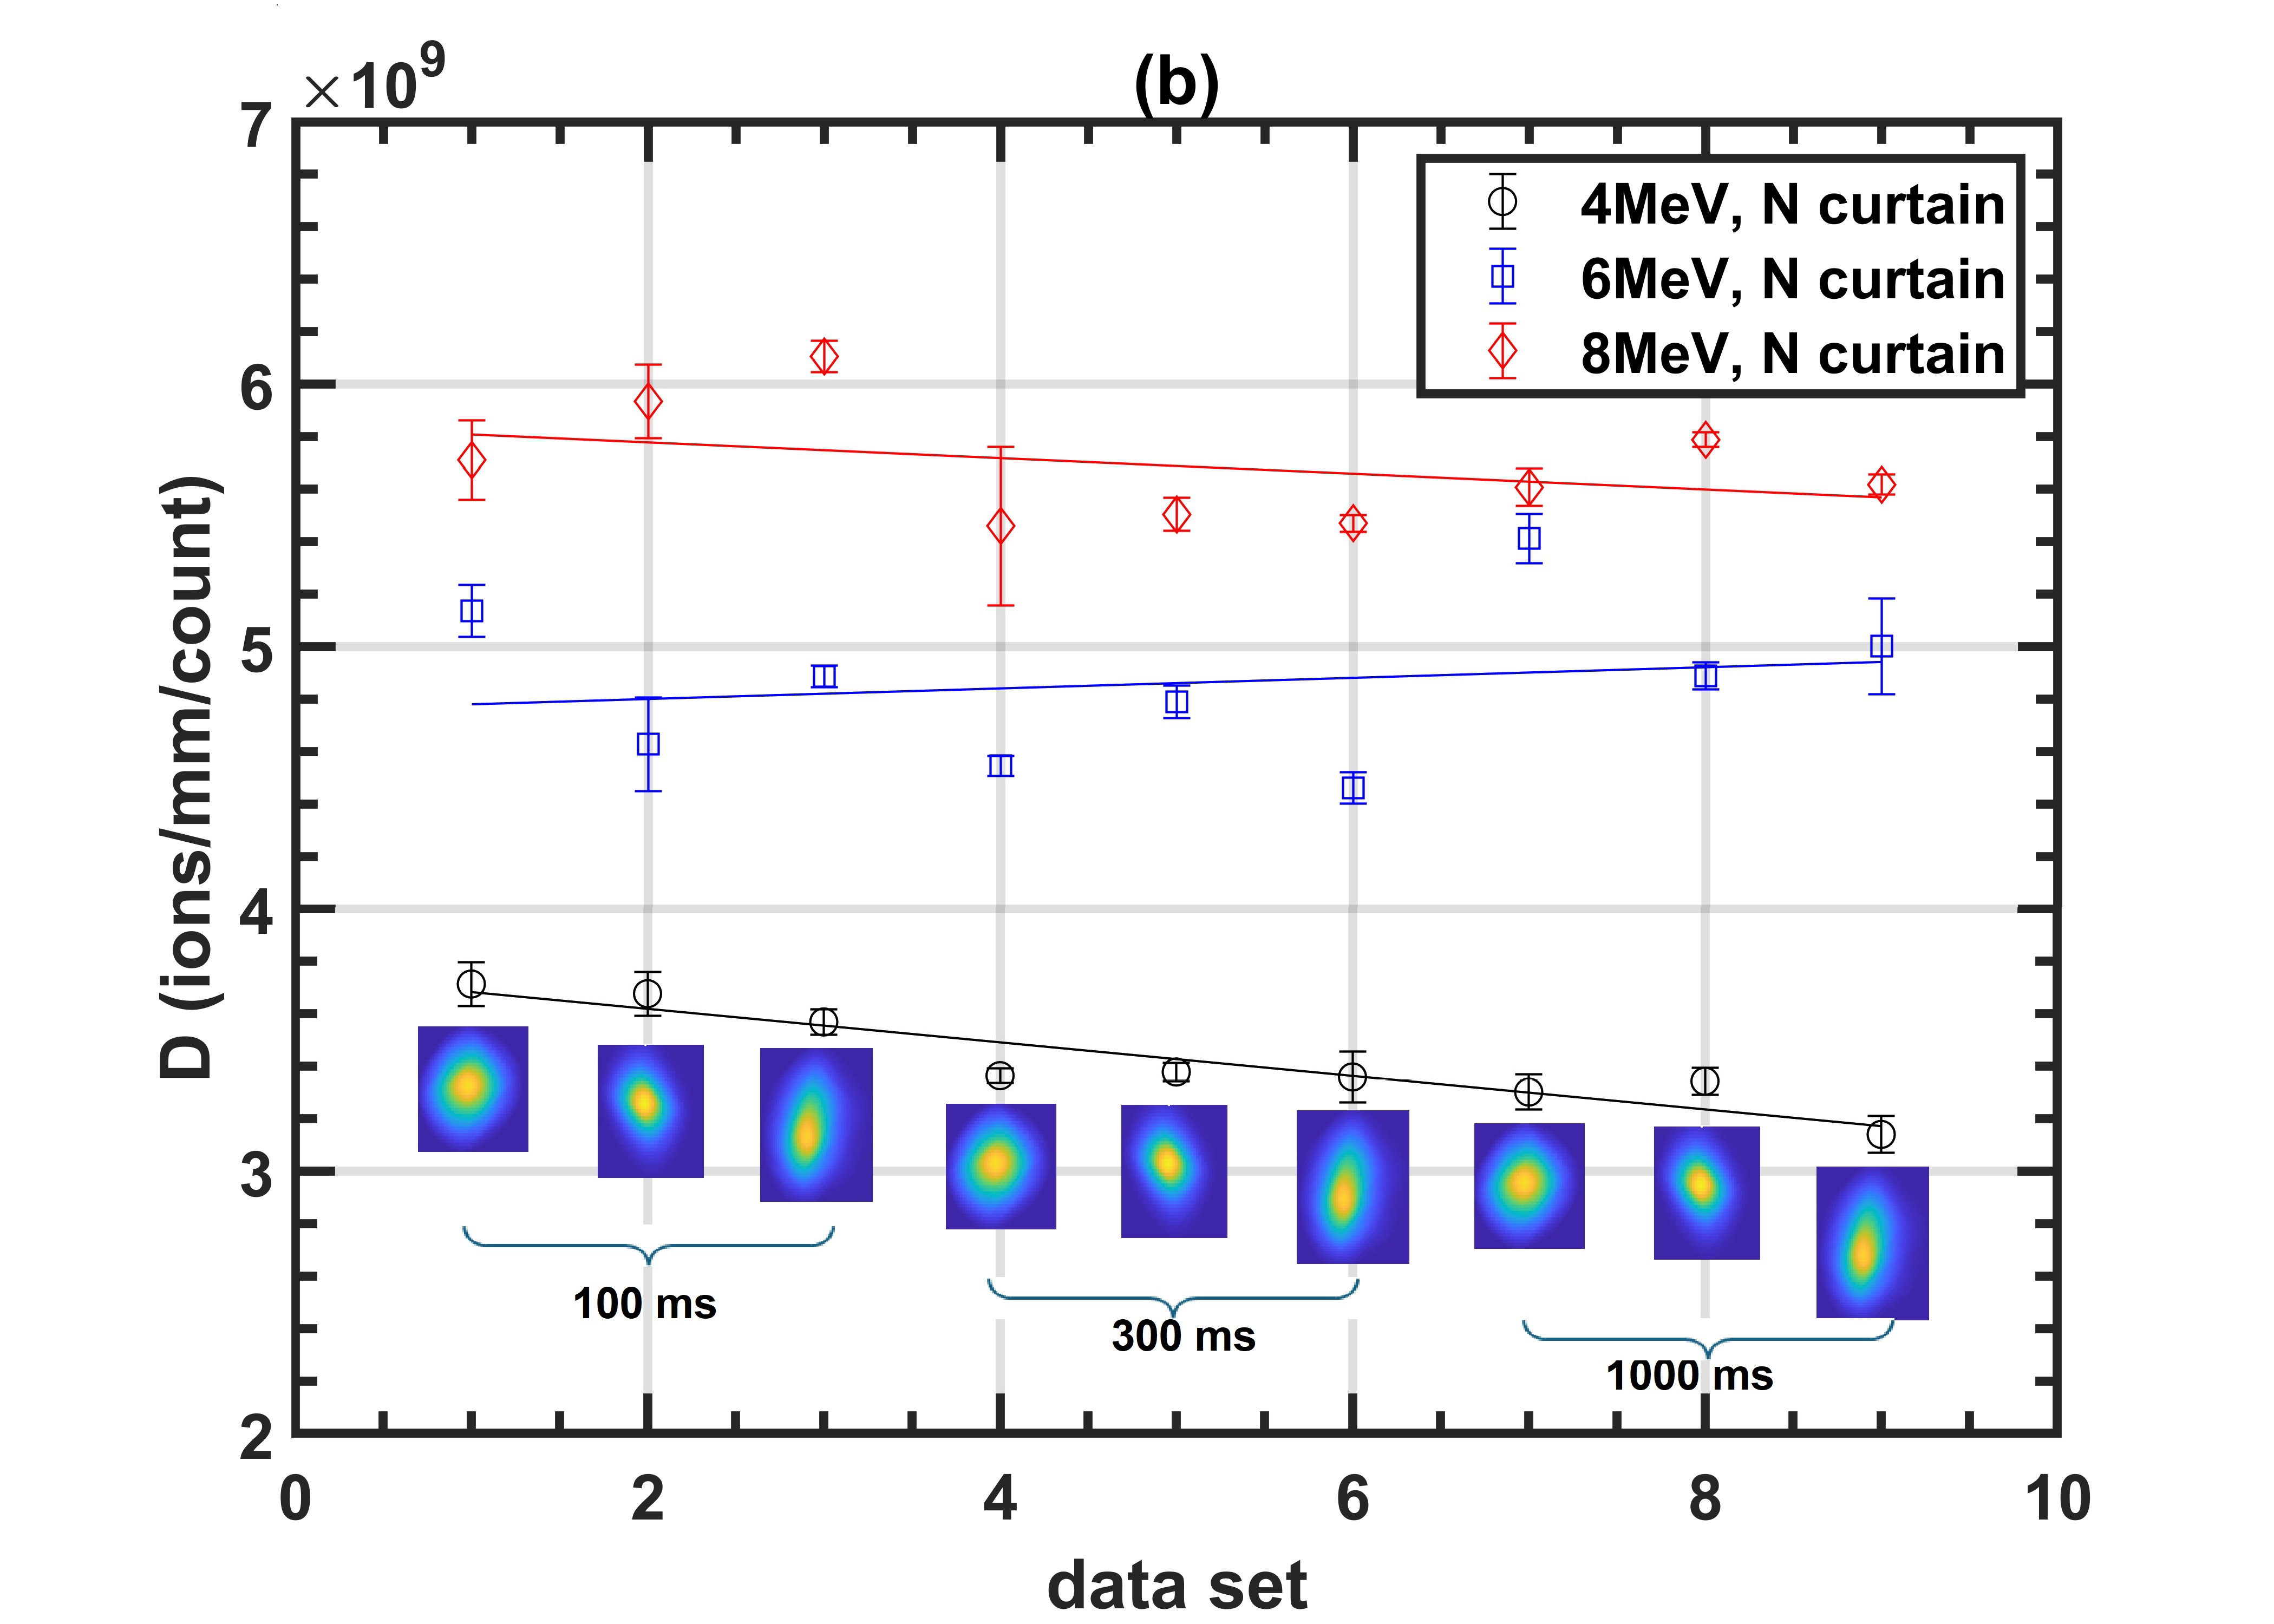 (b)
×10^9
7
6
5
4
3
2
D (ions/mm/count)
4MeV, N curtain
6MeV, N curtain
8MeV, N curtain
100 ms
300 ms
1000 ms
0 2 4 6 8 10
data set